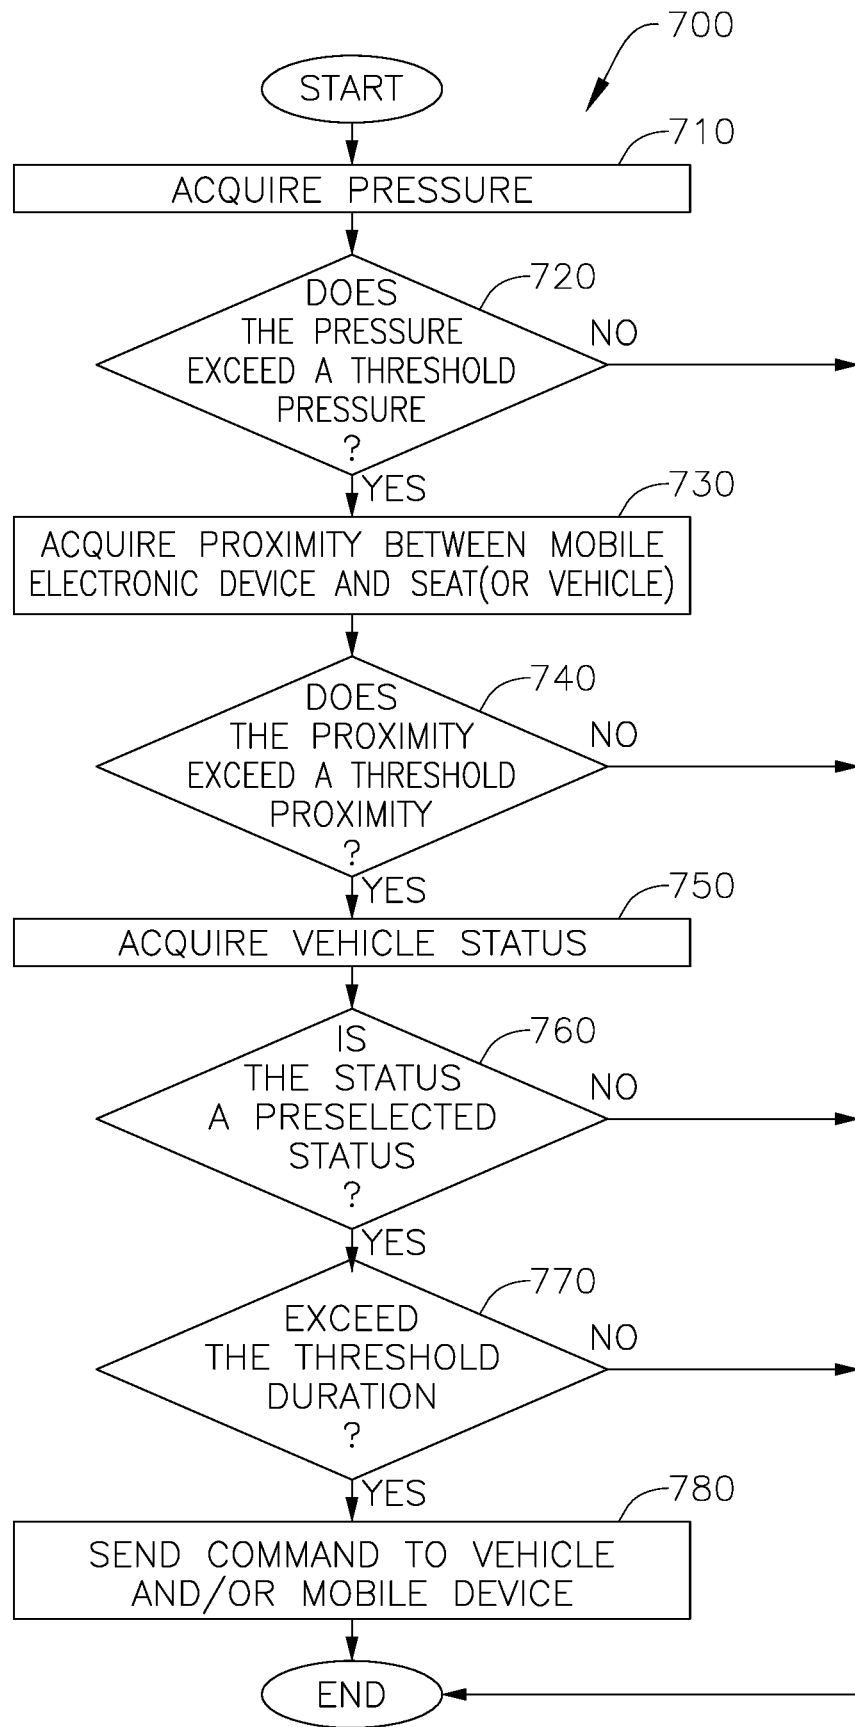 700
START
710
ACQUIRE PRESSURE
720
DOES
THE PRESSURE
EXCEED A THRESHOLD
PRESSURE
?
NO
YES
730
ACQUIRE PROXIMITY BETWEEN MOBILE
ELECTRONIC DEVICE AND SEAT(OR VEHICLE)
740
DOES
THE PROXIMITY
EXCEED A THRESHOLD
PROXIMITY
?
NO
YES
750
ACQUIRE VEHICLE STATUS
760
IS
THE STATUS
A PRESELECTED
STATUS
?
NO
YES
770
EXCEED
THE THRESHOLD
DURATION
?
NO
YES
780
SEND COMMAND TO VEHICLE
AND/OR MOBILE DEVICE
END